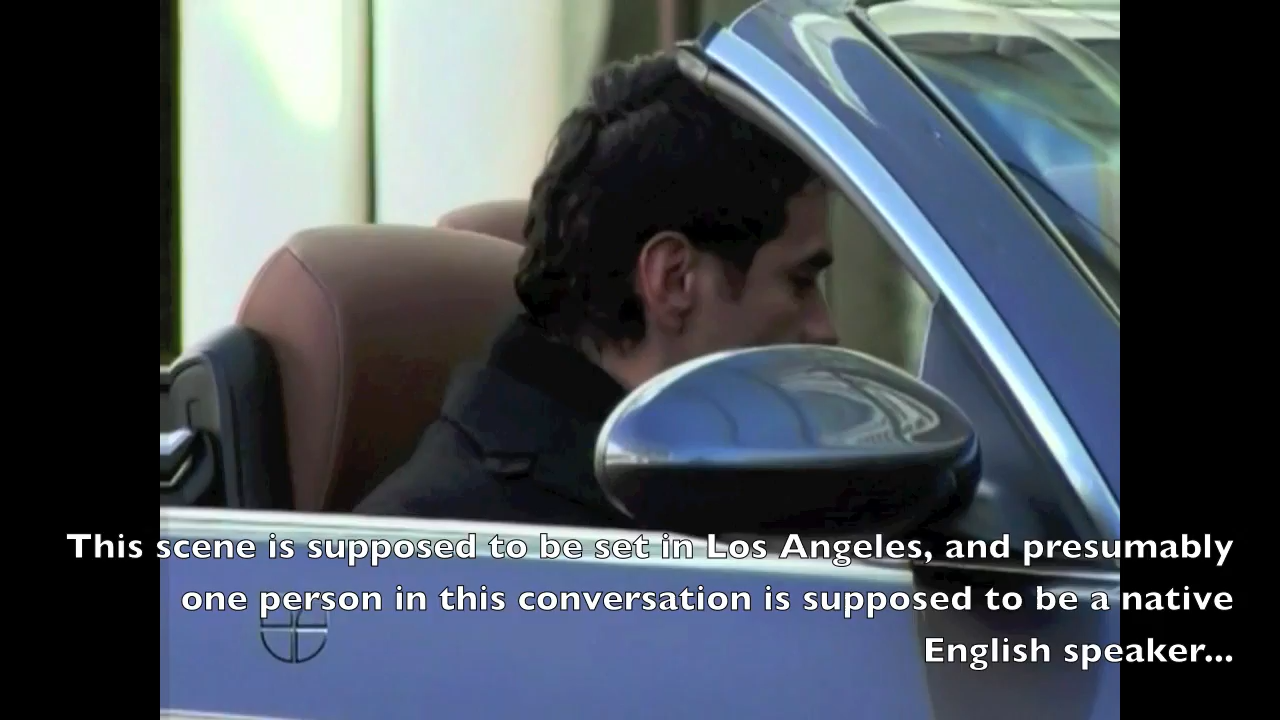 This scene is supposed to be set in Los Angeles, and presumably
one person in this conversation is supposed to be a native
English speaker...